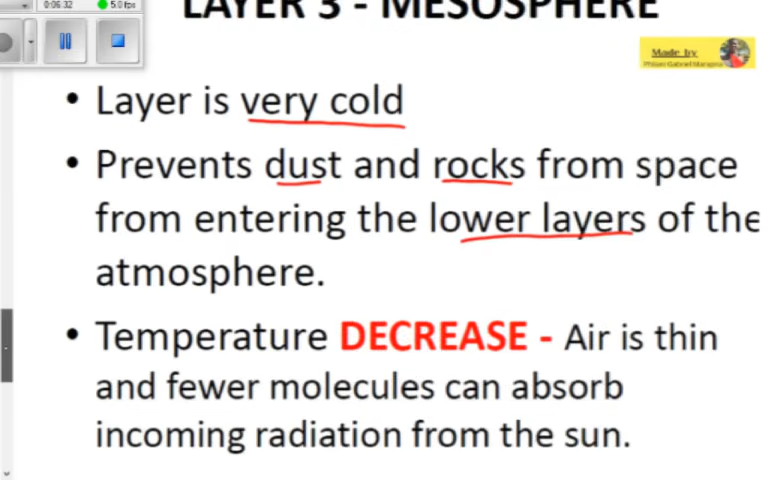 0:06:32
5.0 fps
LAYER 3 - MESOSPHERE
Made by
• Layer is very cold
• Prevents dust and rocks from space
from entering the lower layers of the
atmosphere.
• Temperature DECREASE - Air is thin
and fewer molecules can absorb
incoming radiation from the sun.